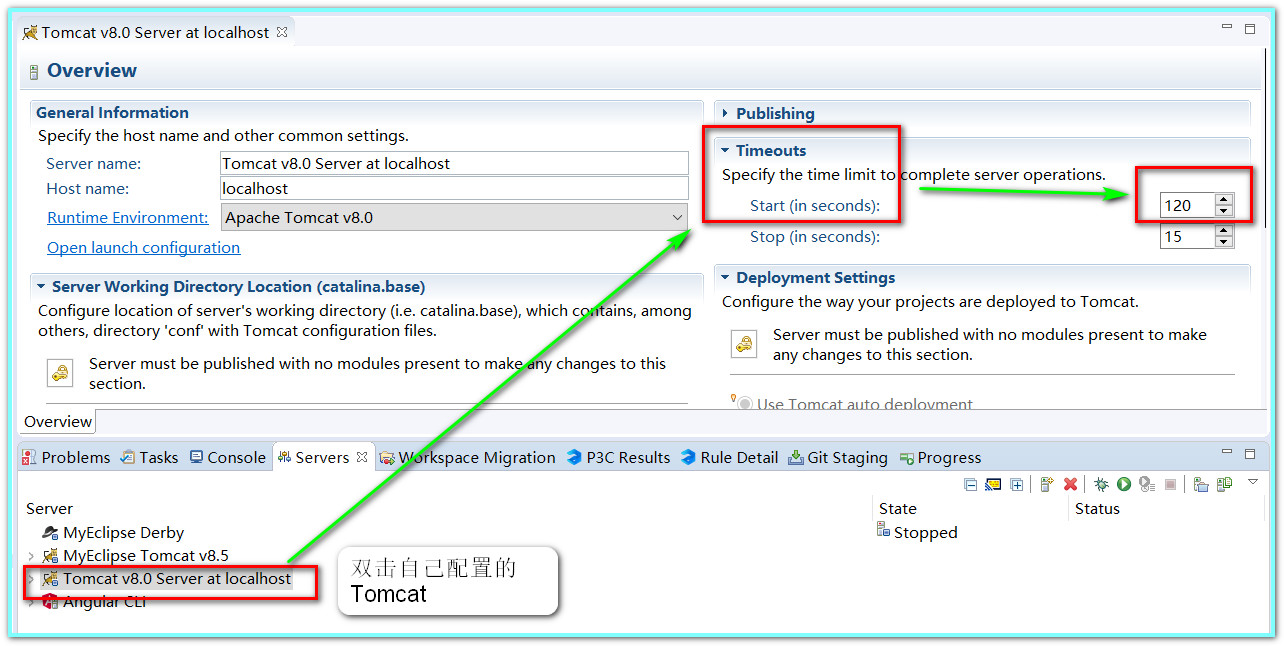 Tomcat v8.0 Server at localhost
Overview
General Information
Specify the host name and other common settings.
Server name:
Tomcat v8.0 Server at localhost
Host name:
localhost
Runtime Environment:
Apache Tomcat v8.0
Open launch configuration
Server Working Directory Location (catalina.base)
Configure location of server's working directory (i.e. catalina.base), which contains, among
others, directory 'conf' with Tomcat configuration files.
Server must be published with no modules present to make any changes to this
section.
Publishing
Timeouts
Specify the time limit to complete server operations.
Start (in seconds):
120
Stop (in seconds):
15
Deployment Settings
Configure the way your projects are deployed to Tomcat.
Server must be published with no modules present to make
any changes to this section.
Use Tomcat auto deployment
Overview
Problems
Tasks
Console
Servers
Workspace Migration
P3C Results
Rule Detail
Git Staging
Progress
Server
State
Status
MyEclipse Derby
Stopped
MyEclipse Tomcat v8.5
Tomcat v8.0 Server at localhost
Angular CLI
双击自己配置的
Tomcat